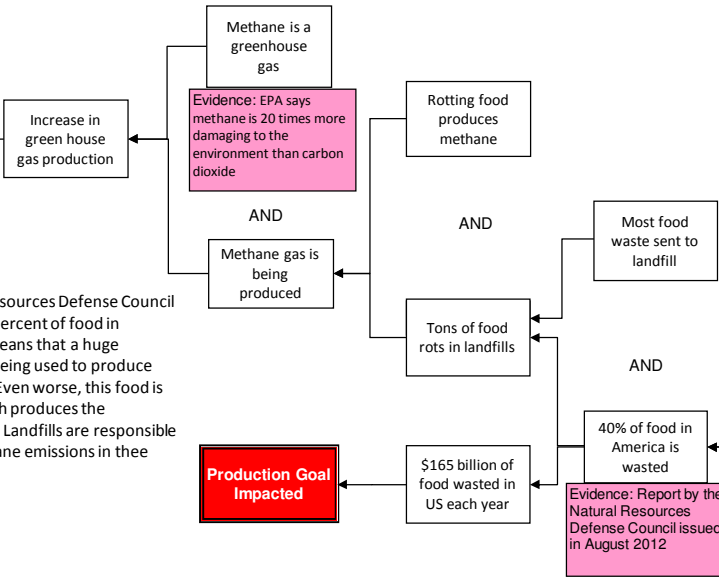 Methane is a
greenhouse
gas
Evidence: EPA says
methane is 20 times more
damaging to the
environment than carbon
dioxide
Increase in
green house
gas production
Rotting food
produces
methane
AND
AND
Methane gas is
being
produced
Most food
waste sent to
landfill
Tons of food
rots in landfills
AND
sources Defense Council
ercent of food in
eans that a huge
eing used to produce
Even worse, this food is
h produces the
Landfills are responsible
ne emissions in thee
40% of food in
America is
wasted
$165 billion of
food wasted in
US each year
Production Goal
Impacted
Evidence: Report by the
Natural Resources
Defense Council issued
in August 2012